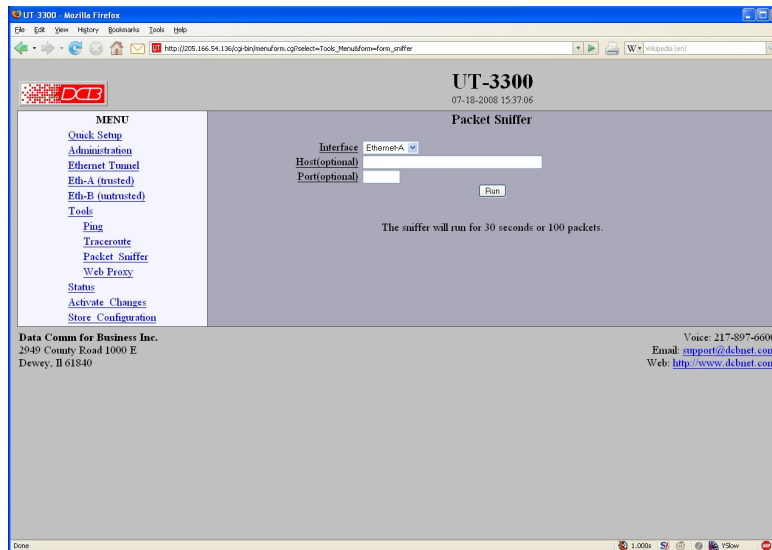 UT-3300 - Mozilla Firefox
File Edit View History Bookmarks Tools Help
UT http://205.166.54.136/cgi-bin/menuform.cgi?select=Tools_Menu&form=form_sniffer W Wikipedia (en)
DCB
UT-3300
07-18-2008 15:37:06
MENU
Quick Setup
Administration
Ethernet Tunnel
Eth-A (trusted)
Eth-B (untrusted)
Tools
Ping
Traceroute
Packet Sniffer
Web Proxy
Status
Activate Changes
Store Configuration
Packet Sniffer
Interface Ethernet-A
Host(optional)
Port(optional)
Run
The sniffer will run for 30 seconds or 100 packets.
Data Comm for Business Inc.
2949 County Road 1000 E
Dewey, Il 61840
Voice: 217-897-6600
Email: support@dcbnet.com
Web: http://www.dcbnet.com
Done 1.000s YSlow